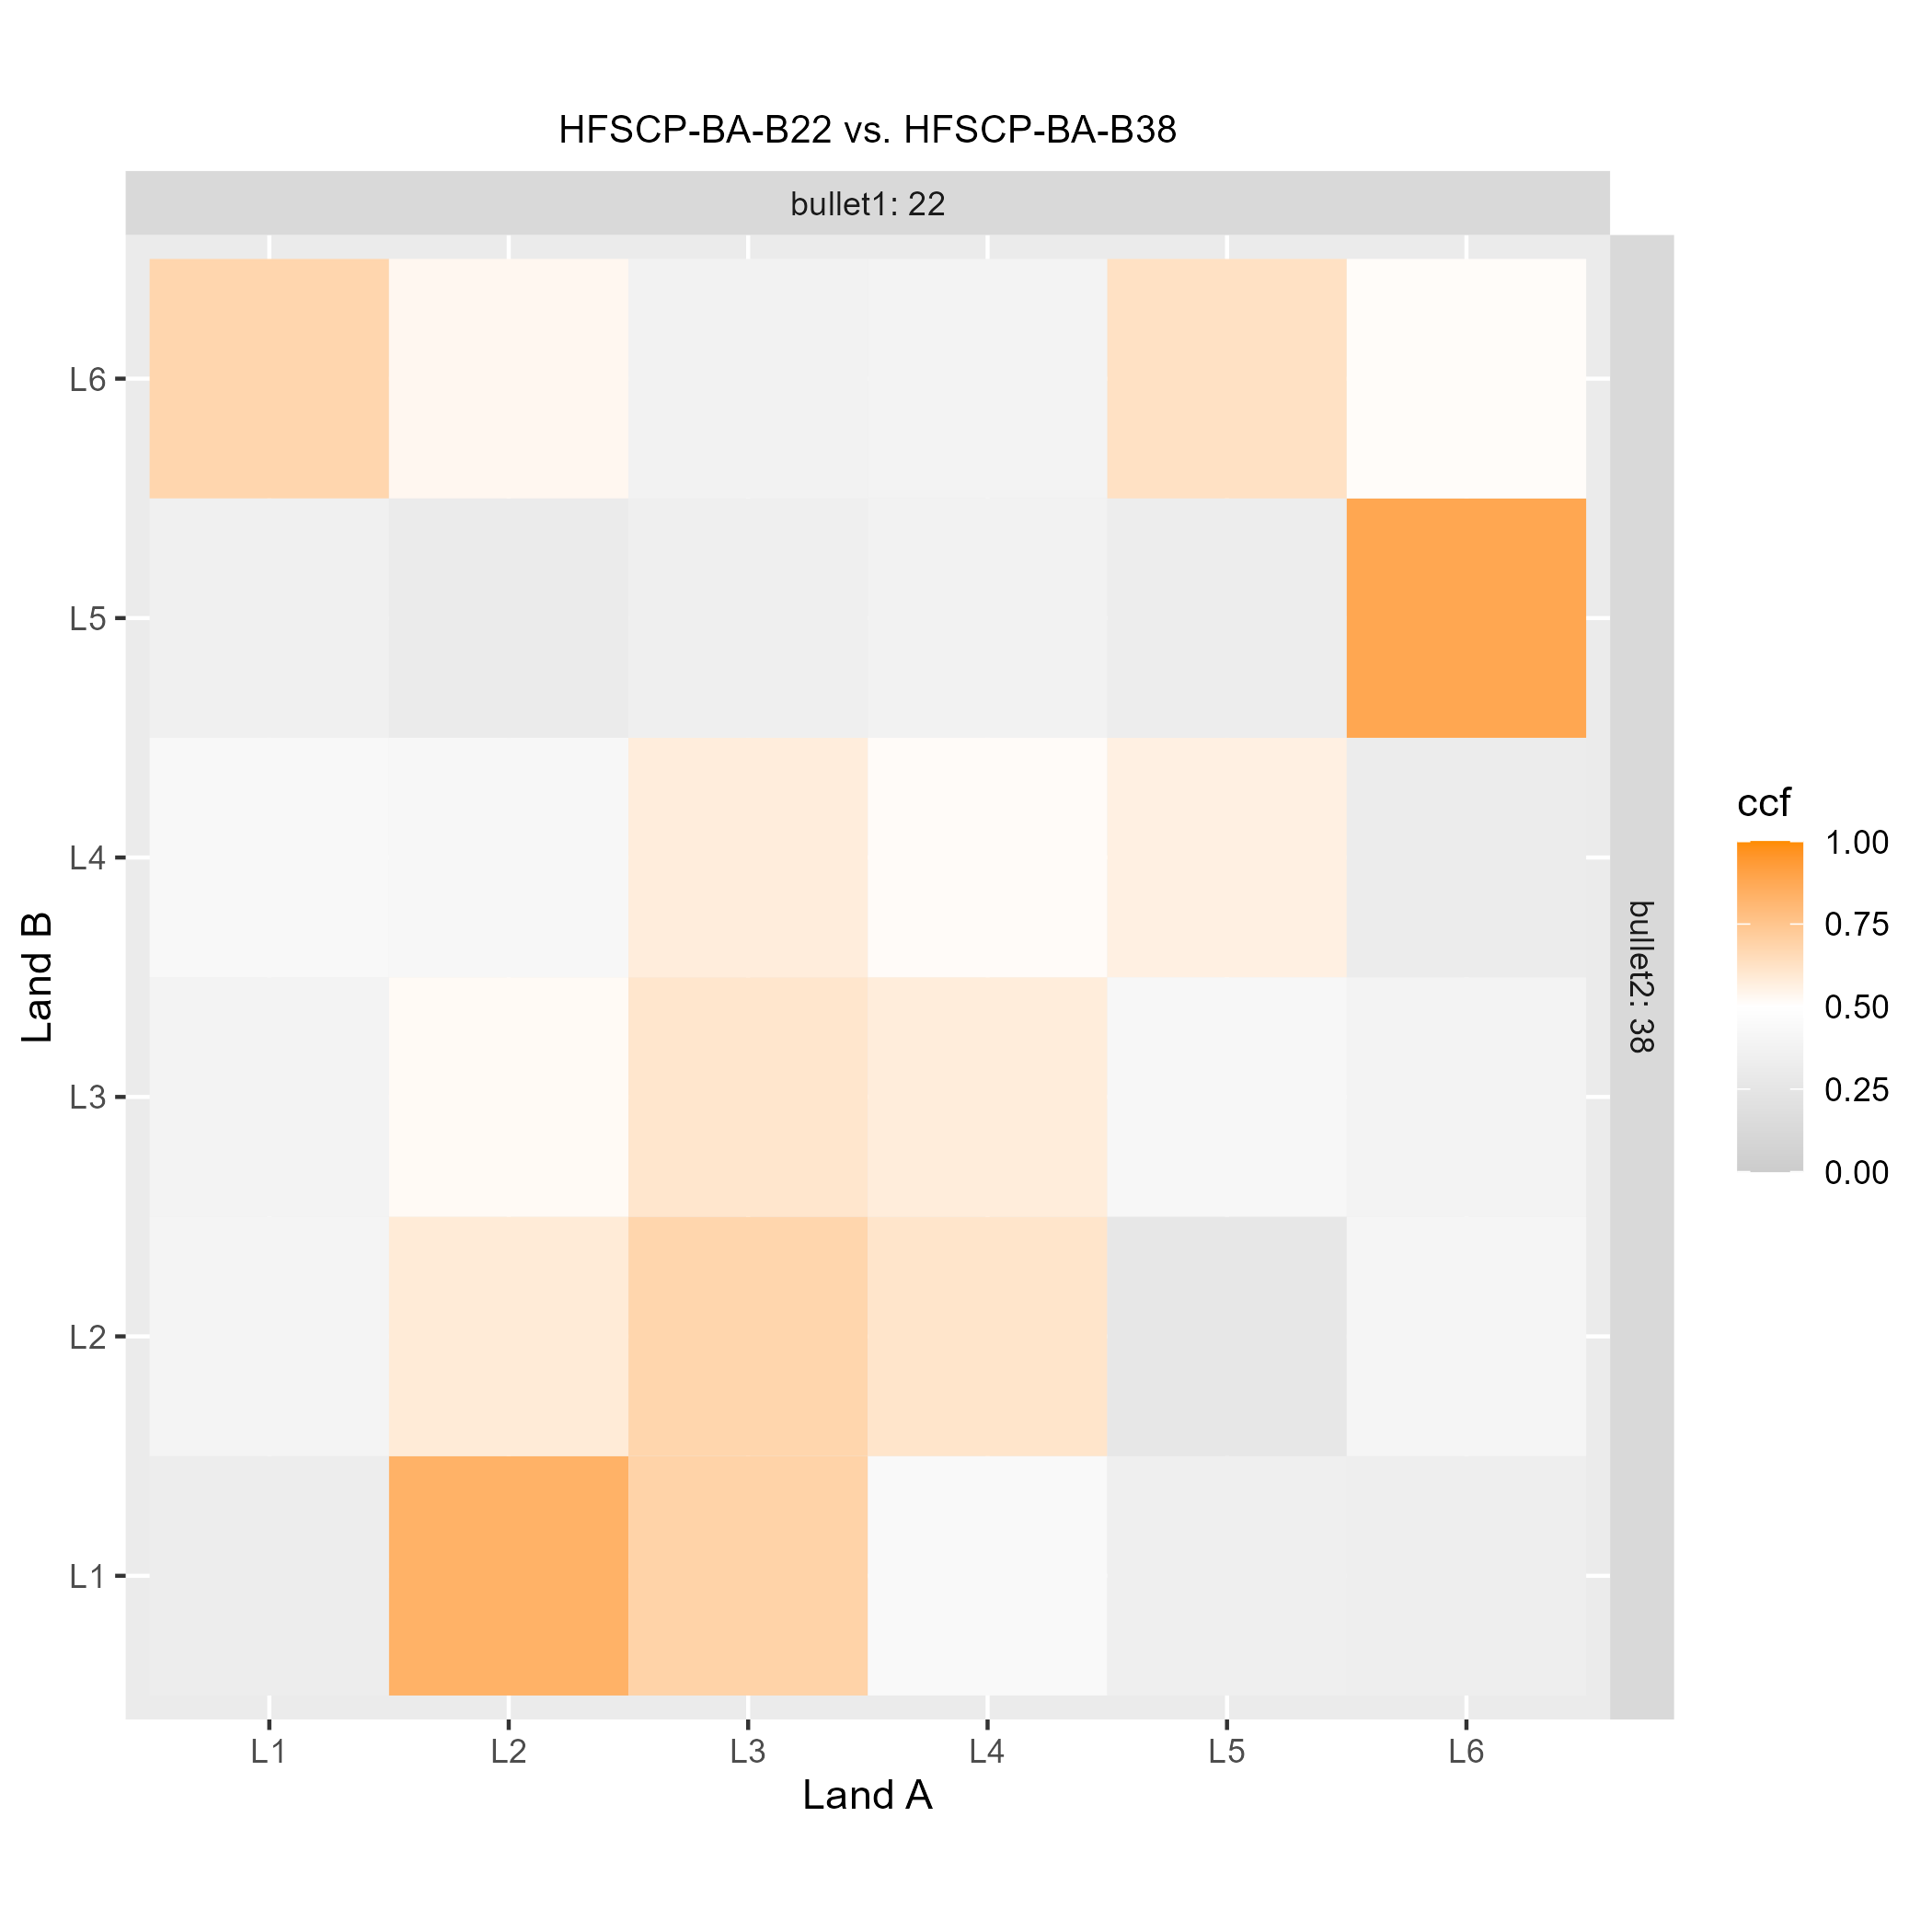 HFSCP-BA-B22 vs. HFSCP-BA-B38
bullet1: 22
L6
L5
L4
L3
L2
L1
Land B
bullet2: 38
L1 L2 L3 L4 L5 L6
Land A
ccf
1.00
0.75
0.50
0.25
0.00